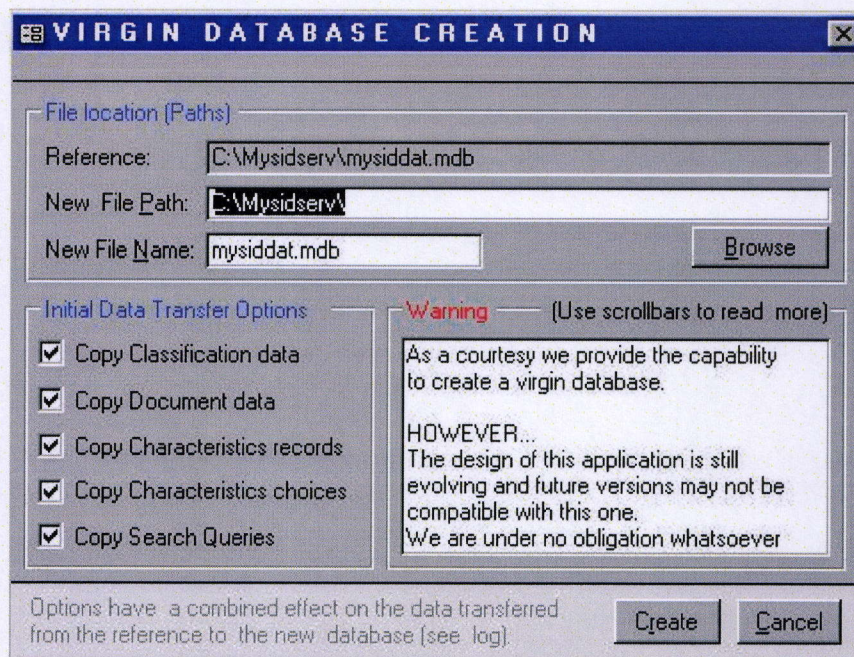 VIRGIN DATABASE CREATION
File location (Paths)
Reference: C:\Mysidserv\mysiddat.mdb
New File Path: C:\Mysidserv\
New File Name: mysiddat.mdb
Browse
Initial Data Transfer Options
Copy Classification data
Copy Document data
Copy Characteristics records
Copy Characteristics choices
Copy Search Queries
Warning (Use scrollbars to read more)
As a courtesy we provide the capability
to create a virgin database.
HOWEVER...
The design of this application is still
evolving and future versions may not be
compatible with this one.
We are under no obligation whatsoever
Options have a combined effect on the data transferred
from the reference to the new database (see log)
Create
Cancel